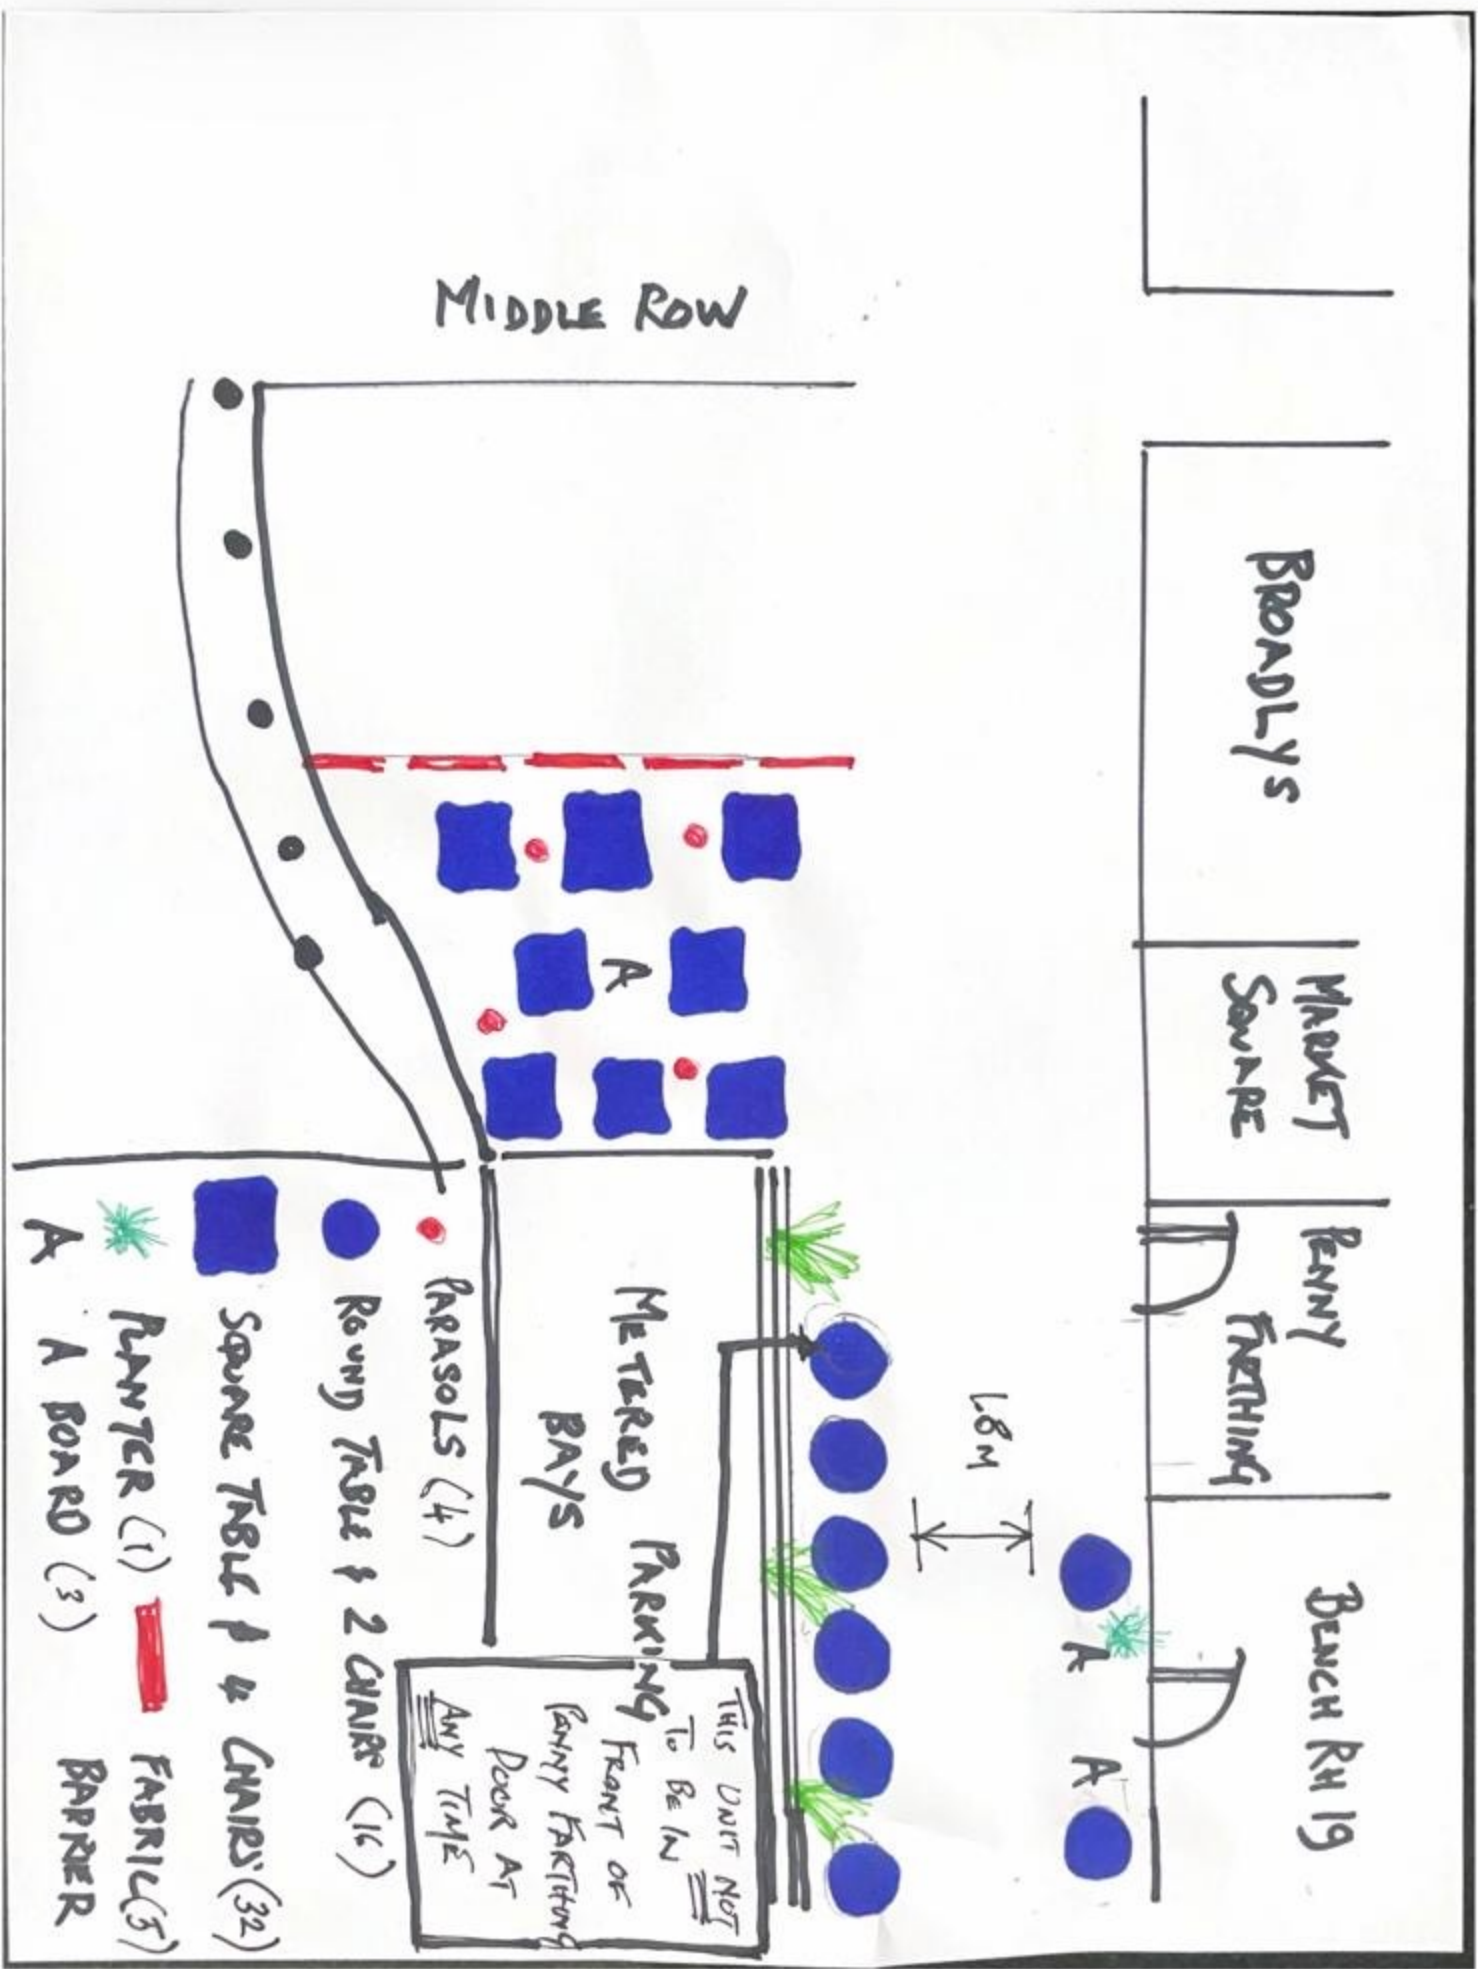 MIDDLE ROW
BROADLYS
MARKET
SQUARE
PENNY
FARTHING
BENCH RH19
1.8M
A
A
A
METERED PARKING
BAYS
THIS UNIT NOT
TO BE IN
FRONT OF
PENNY FARTHING
DOOR AT
ANY TIME
PARASOLS (4)
ROUND TABLE & 2 CHAIRS (16)
SQUARE TABLE & 4 CHAIRS (32)
PLANTER (1) FABRIC (5)
BARRIER
A A BOARD (3)